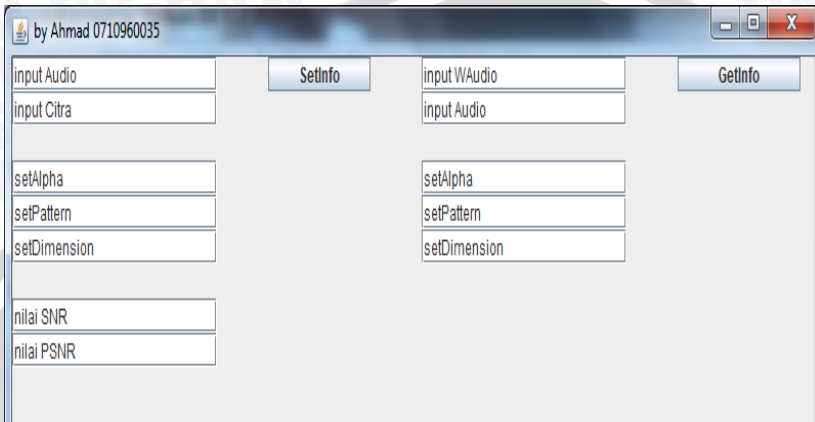 by Ahmad 0710960035
input Audio SetInfo input WAudio GetInfo
input Citra input Audio
setAlpha setAlpha
setPattern setPattern
setDimension setDimension
nilai SNR
nilai PSNR